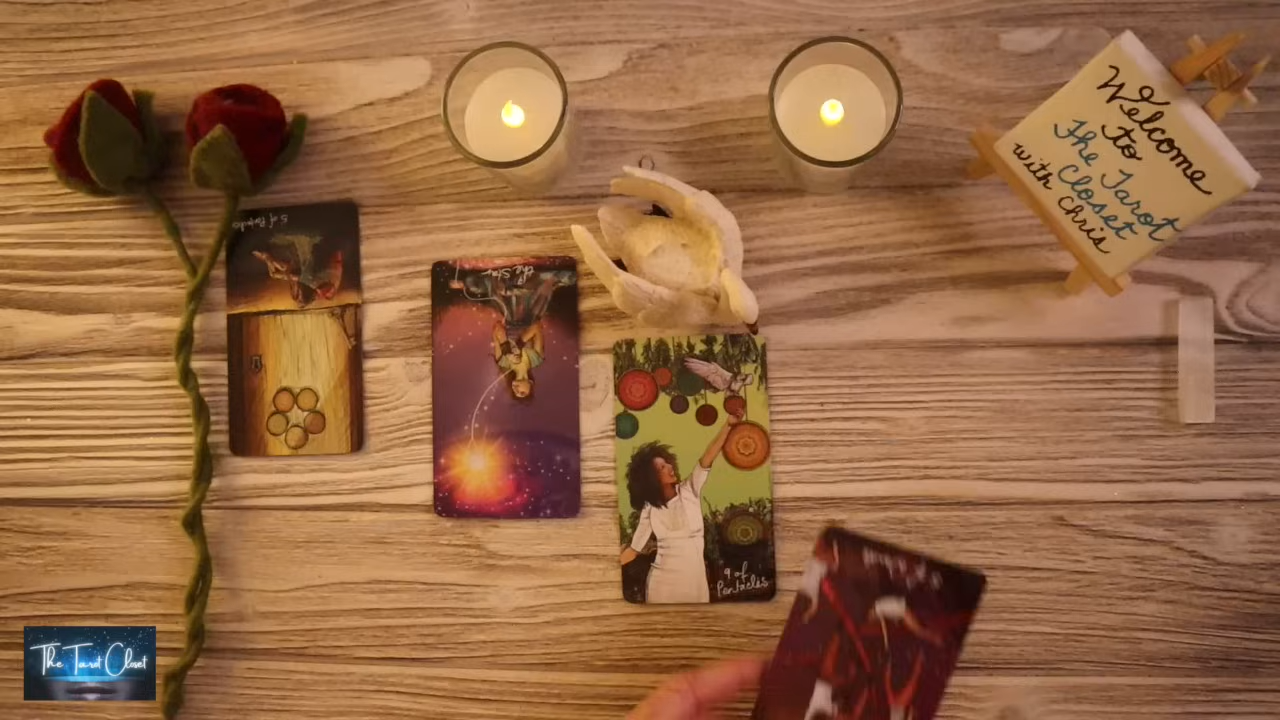 Welcome
to
The Tarot
Closet
with Chris
5 of Pentacles
the Star
9 of
Pentacles
The Tarot Closet